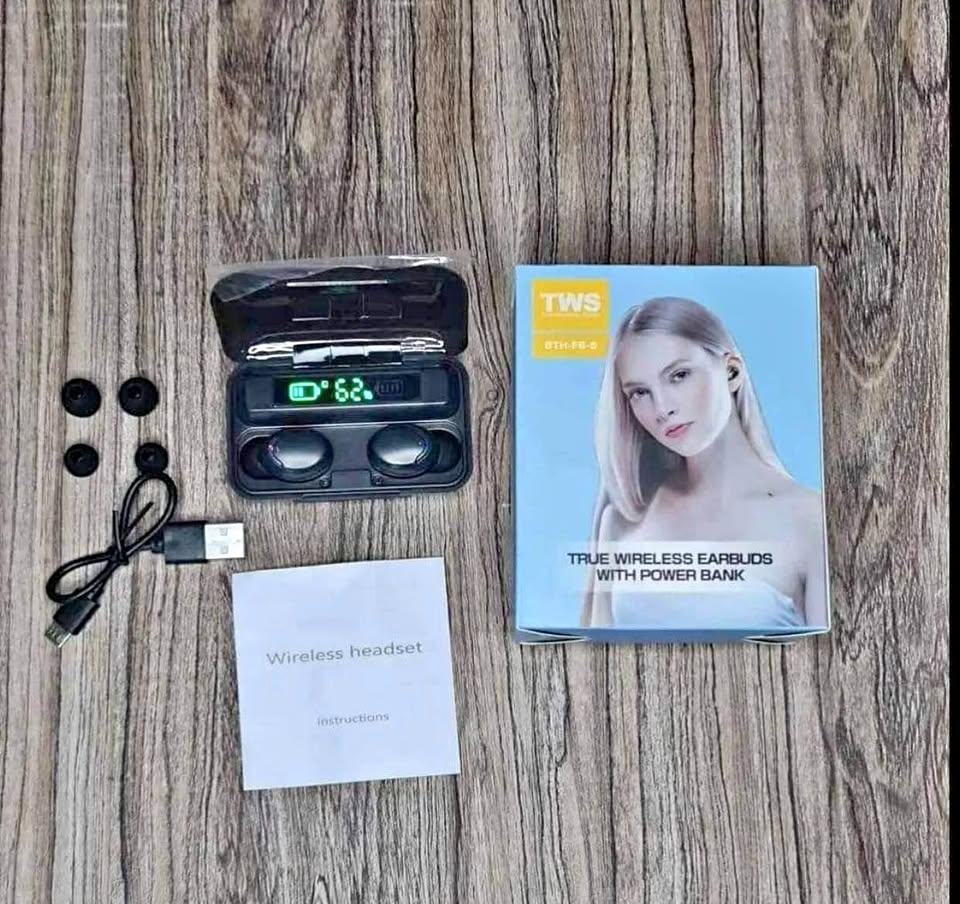 TWS
BTH-F9-5
62%
TRUE WIRELESS EARBUDS
WITH POWER BANK
Wireless headset
instructions